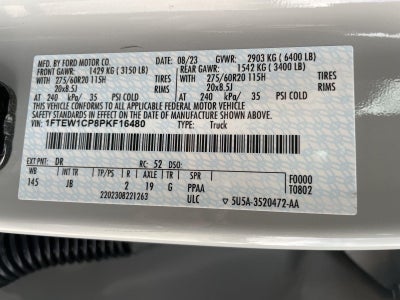 MFD. BY FORD MOTOR CO. 08/23 GVWR: 2903 KG ( 6400 LB)
FRONT GAWR: 1429 KG ( 3150 LB) REAR GAWR: 1542 KG ( 3400 LB)
275/60R20 115H TIRES 275/60R20 115H TIRES
20x8.5J RIMS 20x8.5J RIMS
AT 240 kPa/ 35 PSI COLD AT 240 kPa/ 35 PSI COLD
THIS VEHICLE CONFORMS TO ALL APPLICABLE FEDERAL MOTOR VEHICLE
SAFETY STANDARDS IN EFFECT ON THE DATE OF MANUFACTURE SHOWN ABOVE.
VIN: 1FTEW1CP8PKF16480 TYPE: Truck
EXT PNT: DR RC: 52 DSO: F0000
WB INT TR TP/PS R AXLE TR SPR T0802
145 JB 2 19 G PPAA
2202308221263 ULC 5U5A-3520472-AA